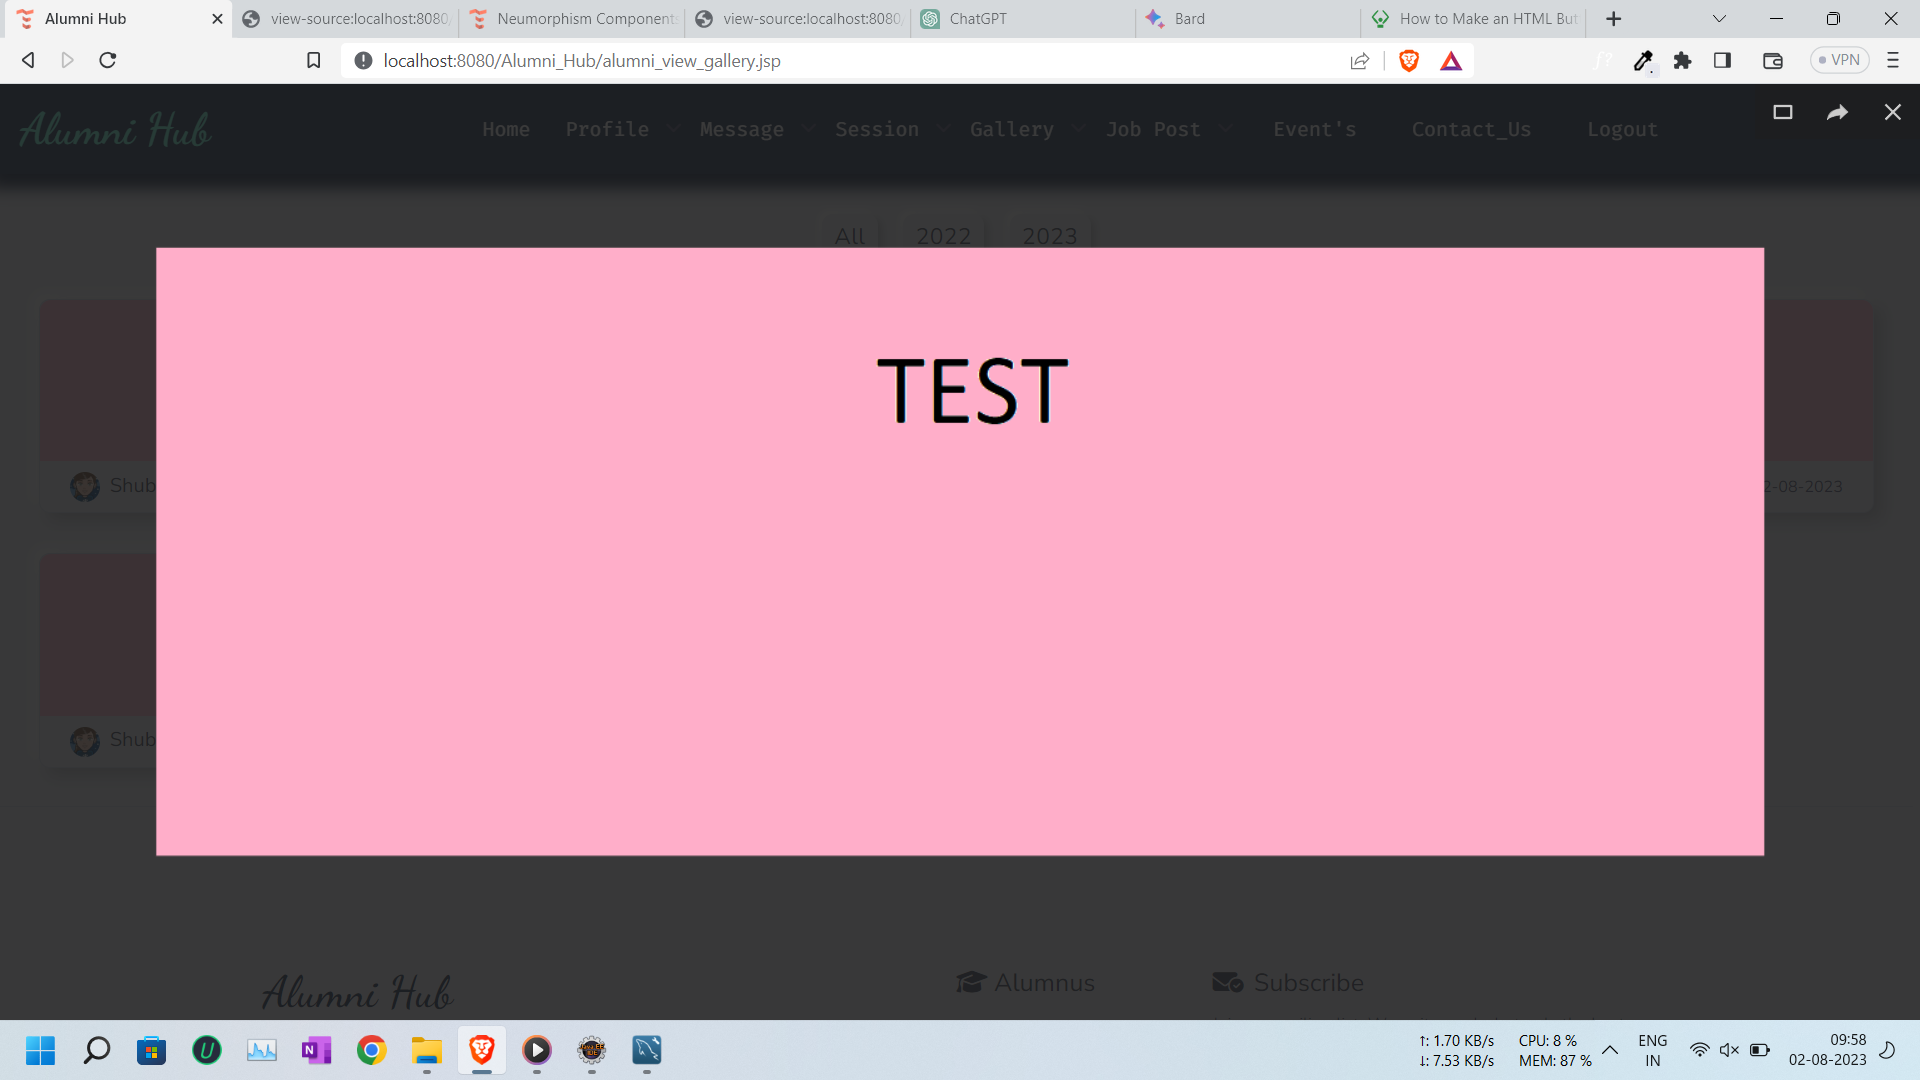 Alumni Hub
view-source:localhost:8080/
Neumorphism Component
view-source:localhost:8080/
ChatGPT
Bard
How to Make an HTML But
localhost:8080/Alumni_Hub/alumni_view_gallery.jsp
VPN
Alumni Hub
Home Profile Message Session Gallery Job Post Event's Contact_Us Logout
All 2022 2023
TEST
Shub
2-08-2023
Shub
Alumni Hub
Alumnus
Subscribe
↑: 1.70 KB/s CPU: 8 % ENG 09:58
↓: 7.53 KB/s MEM: 87 % IN 02-08-2023